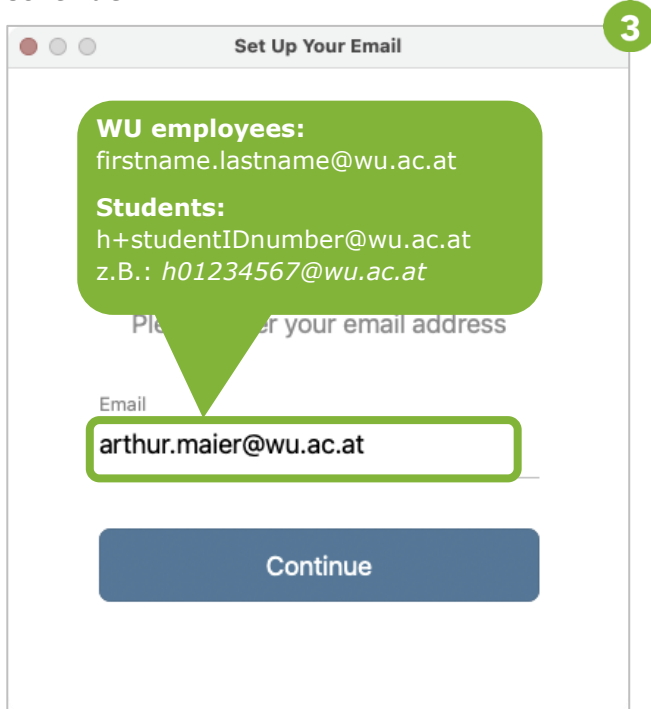 3
Set Up Your Email
WU employees:
firstname.lastname@wu.ac.at
Students:
h+studentIDnumber@wu.ac.at
z.B.: h01234567@wu.ac.at
your email address
Email
arthur.maier@wu.ac.at
Continue